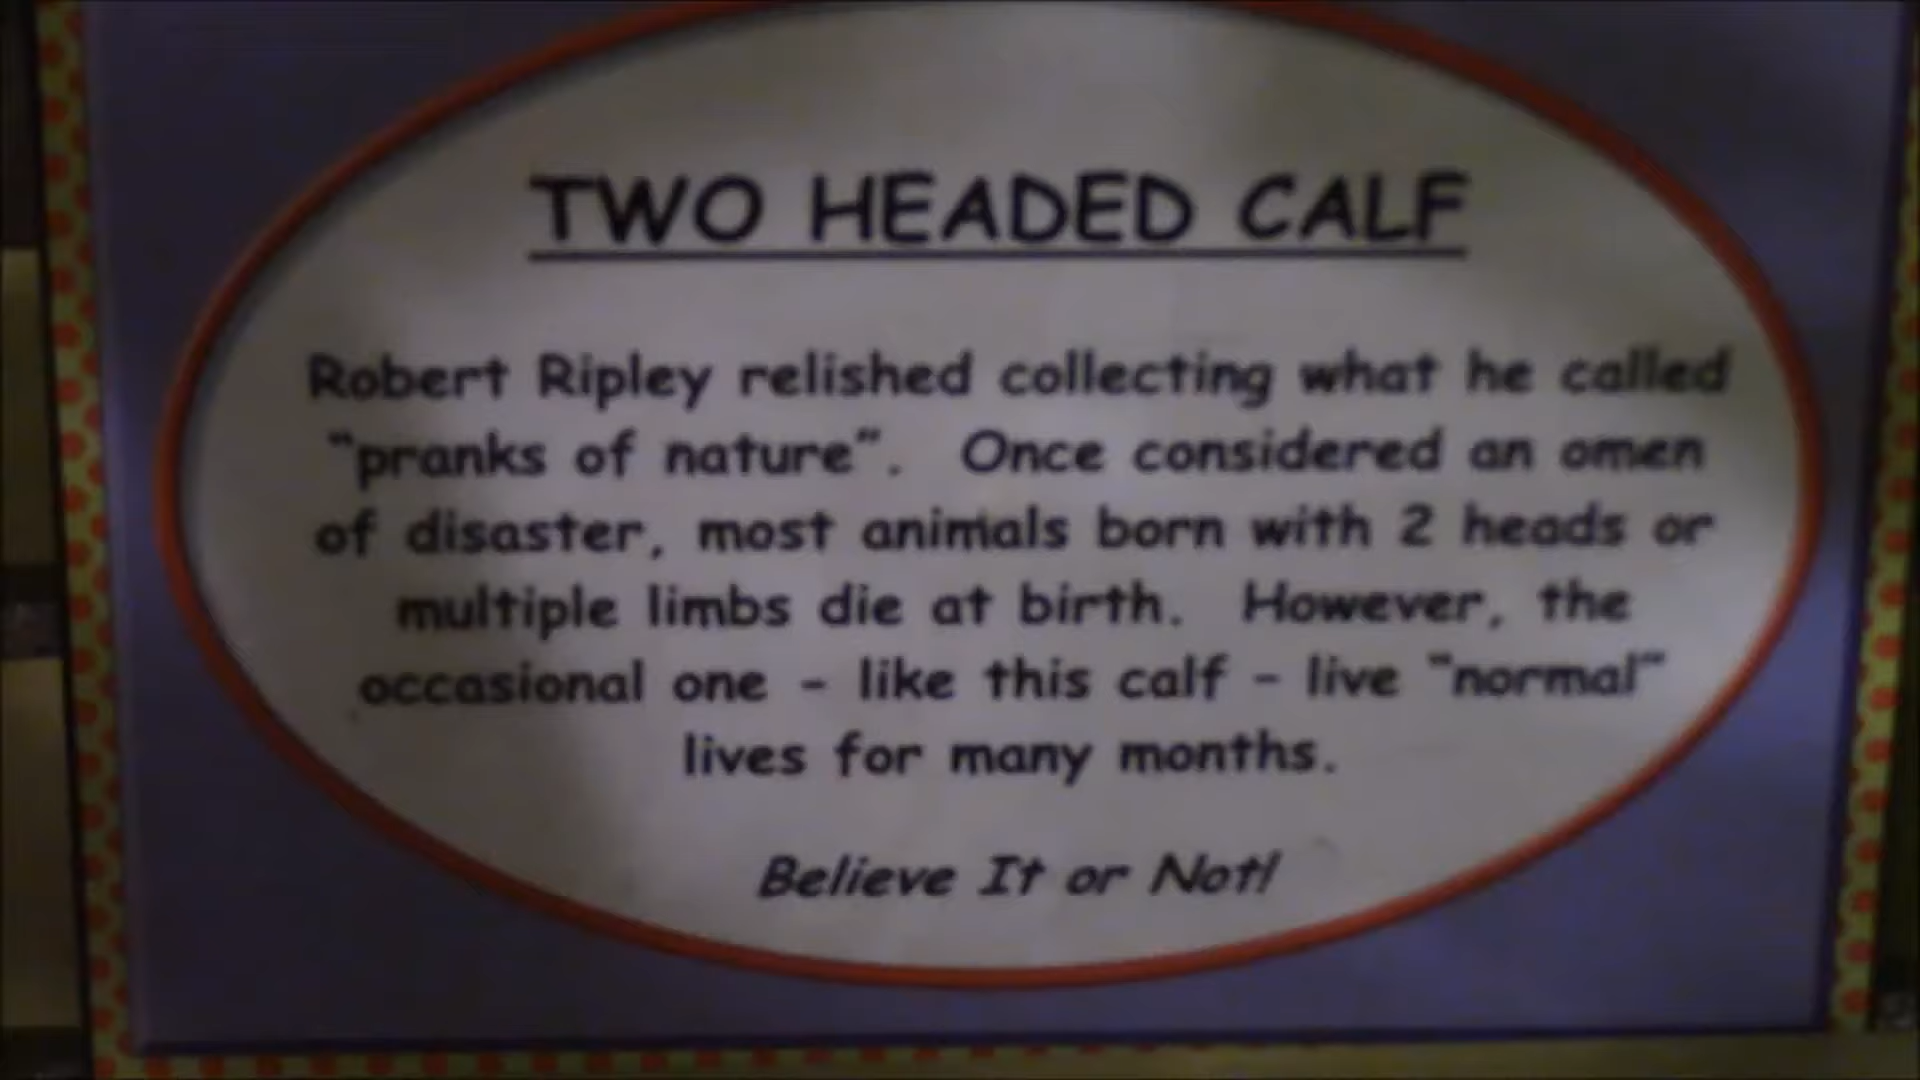 TWO HEADED CALF
Robert Ripley relished collecting what he called
"pranks of nature". Once considered an omen
of disaster, most animals born with 2 heads or
multiple limbs die at birth. However, the
occasional one - like this calf - live "normal"
lives for many months.
Believe It or Not!